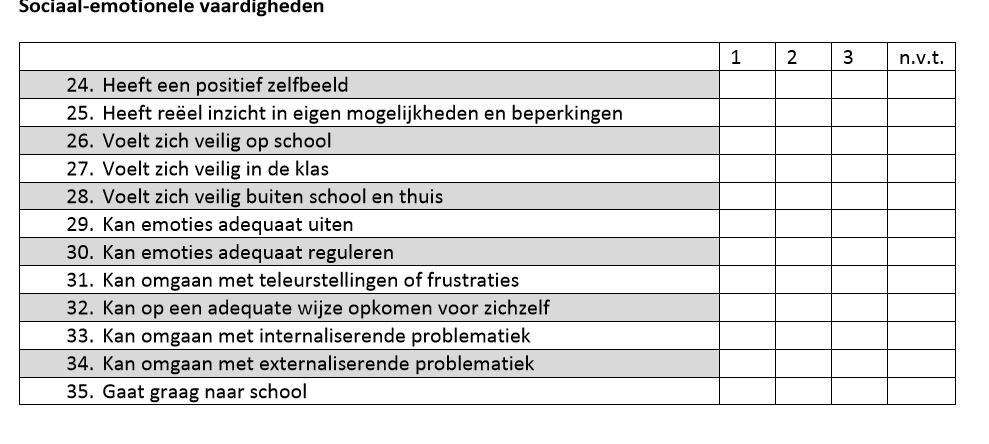 Sociaal-emotionele vaardigheden
1 2 3 n.v.t.
24. Heeft een positief zelfbeeld
25. Heeft reëel inzicht in eigen mogelijkheden en beperkingen
26. Voelt zich veilig op school
27. Voelt zich veilig in de klas
28. Voelt zich veilig buiten school en thuis
29. Kan emoties adequaat uiten
30. Kan emoties adequaat reguleren
31. Kan omgaan met teleurstellingen of frustraties
32. Kan op een adequate wijze opkomen voor zichzelf
33. Kan omgaan met internaliserende problematiek
34. Kan omgaan met externaliserende problematiek
35. Gaat graag naar school